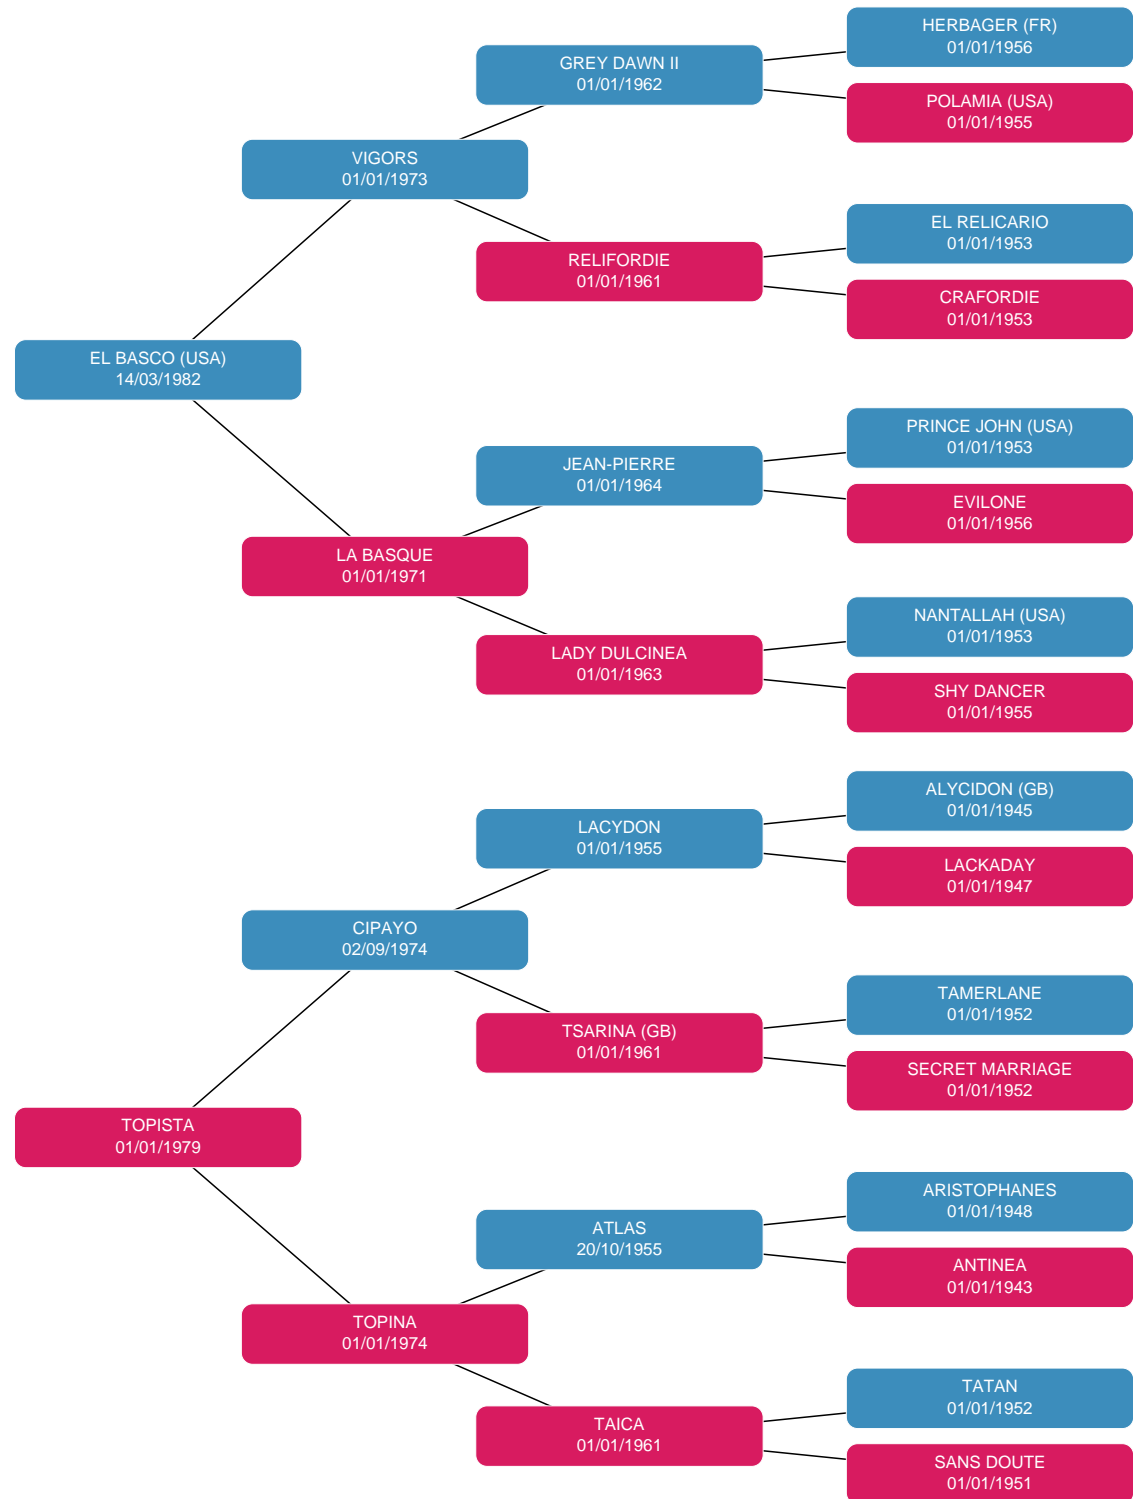 HERBAGER (FR)
01/01/1956
GREY DAWN II
01/01/1962
POLAMIA (USA)
01/01/1955
VIGORS
01/01/1973
EL RELICARIO
01/01/1953
RELIFORDIE
01/01/1961
CRAFORDIE
01/01/1953
EL BASCO (USA)
14/03/1982
PRINCE JOHN (USA)
01/01/1953
JEAN-PIERRE
01/01/1964
EVILONE
01/01/1956
LA BASQUE
01/01/1971
NANTALLAH (USA)
01/01/1953
LADY DULCINEA
01/01/1963
SHY DANCER
01/01/1955
ALYCIDON (GB)
01/01/1945
LACYDON
01/01/1955
LACKADAY
01/01/1947
CIPAYO
02/09/1974
TAMERLANE
01/01/1952
TSARINA (GB)
01/01/1961
SECRET MARRIAGE
01/01/1952
TOPISTA
01/01/1979
ARISTOPHANES
01/01/1948
ATLAS
20/10/1955
ANTINEA
01/01/1943
TOPINA
01/01/1974
TATAN
01/01/1952
TAICA
01/01/1961
SANS DOUTE
01/01/1951